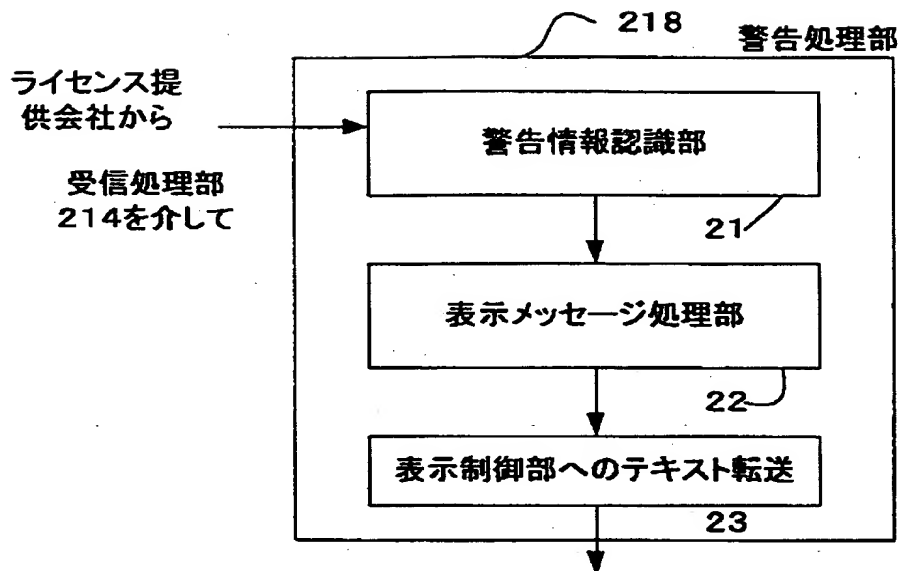 218
警告処理部
ライセンス提
供会社から
受信処理部
214を介して
警告情報認識部
21
表示メッセージ処理部
22
表示制御部へのテキスト転送
23